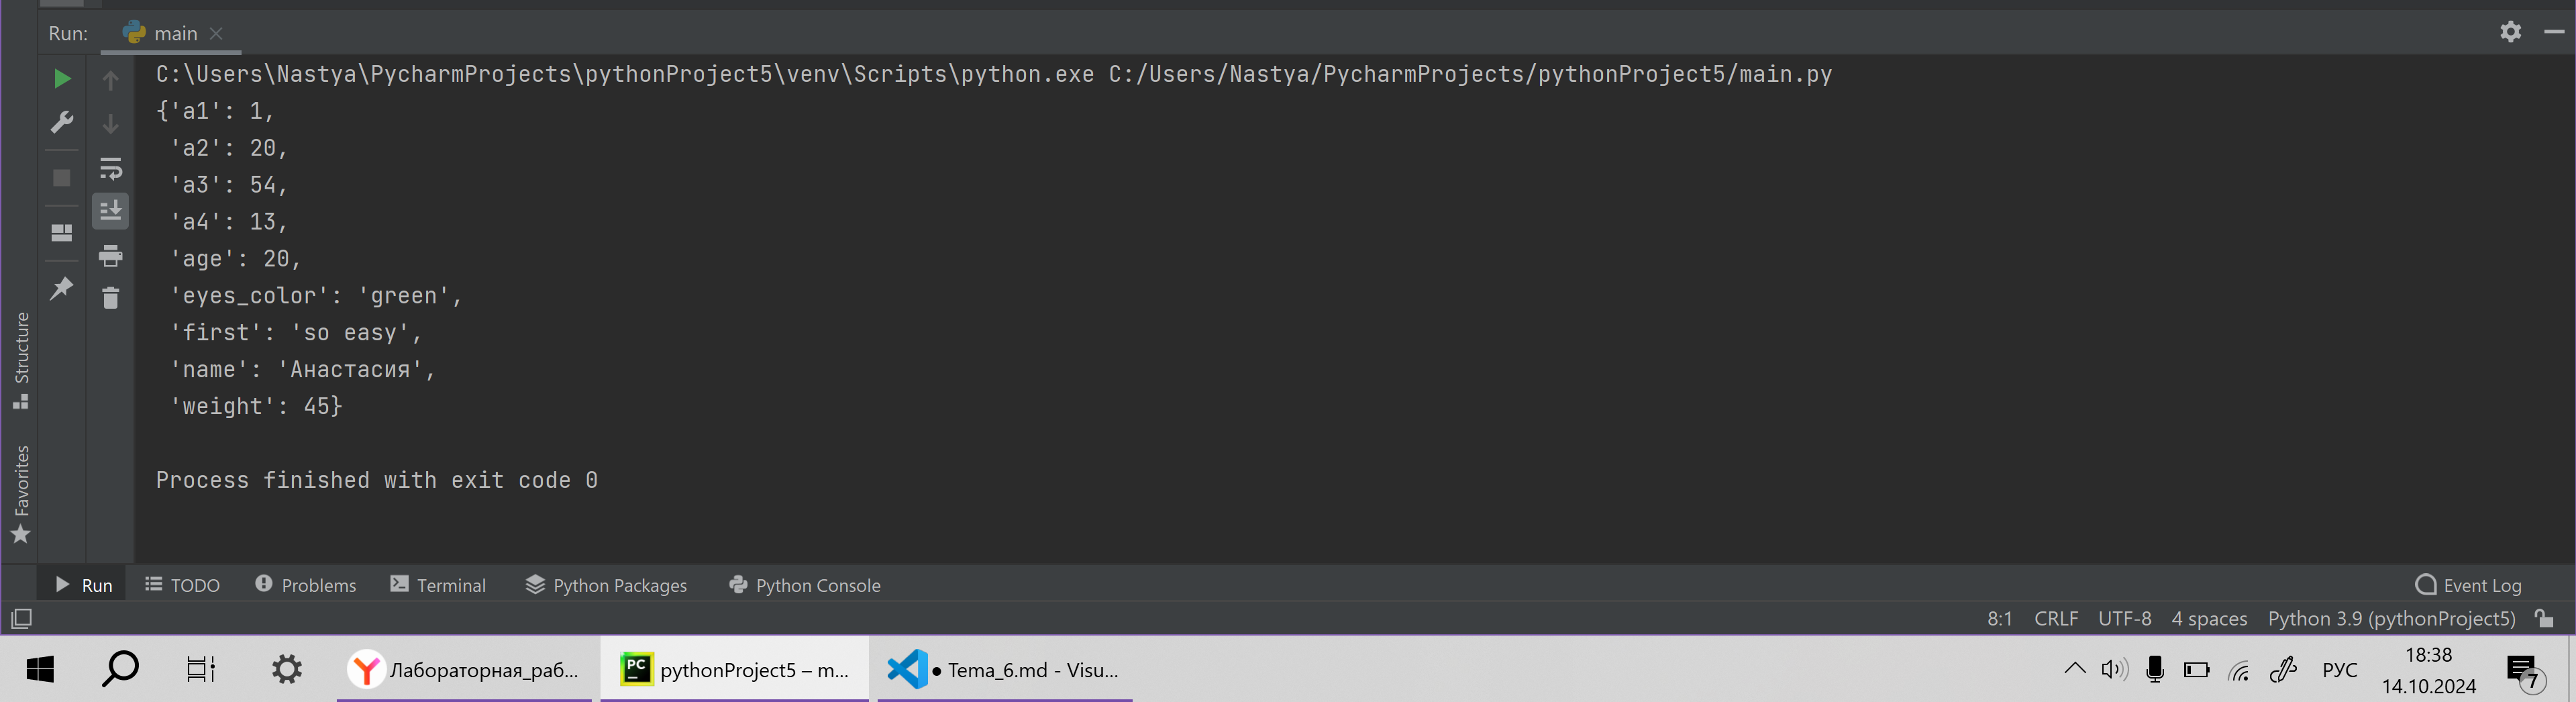 Run: main
C:\Users\Nastya\PycharmProjects\pythonProject5\venv\Scripts\python.exe C:/Users/Nastya/PycharmProjects/pythonProject5/main.py
{'a1': 1,
'a2': 20,
'a3': 54,
'a4': 13,
'age': 20,
'eyes_color': 'green',
'first': 'so easy',
'name': 'Анастасия',
'weight': 45}
Process finished with exit code 0
Structure
Favorites
Run TODO Problems Terminal Python Packages Python Console Event Log
8:1 CRLF UTF-8 4 spaces Python 3.9 (pythonProject5)
Лабораторная_раб... PC pythonProject5 – m... ● Tema_6.md - Visu... РУС 18:38
14.10.2024 7